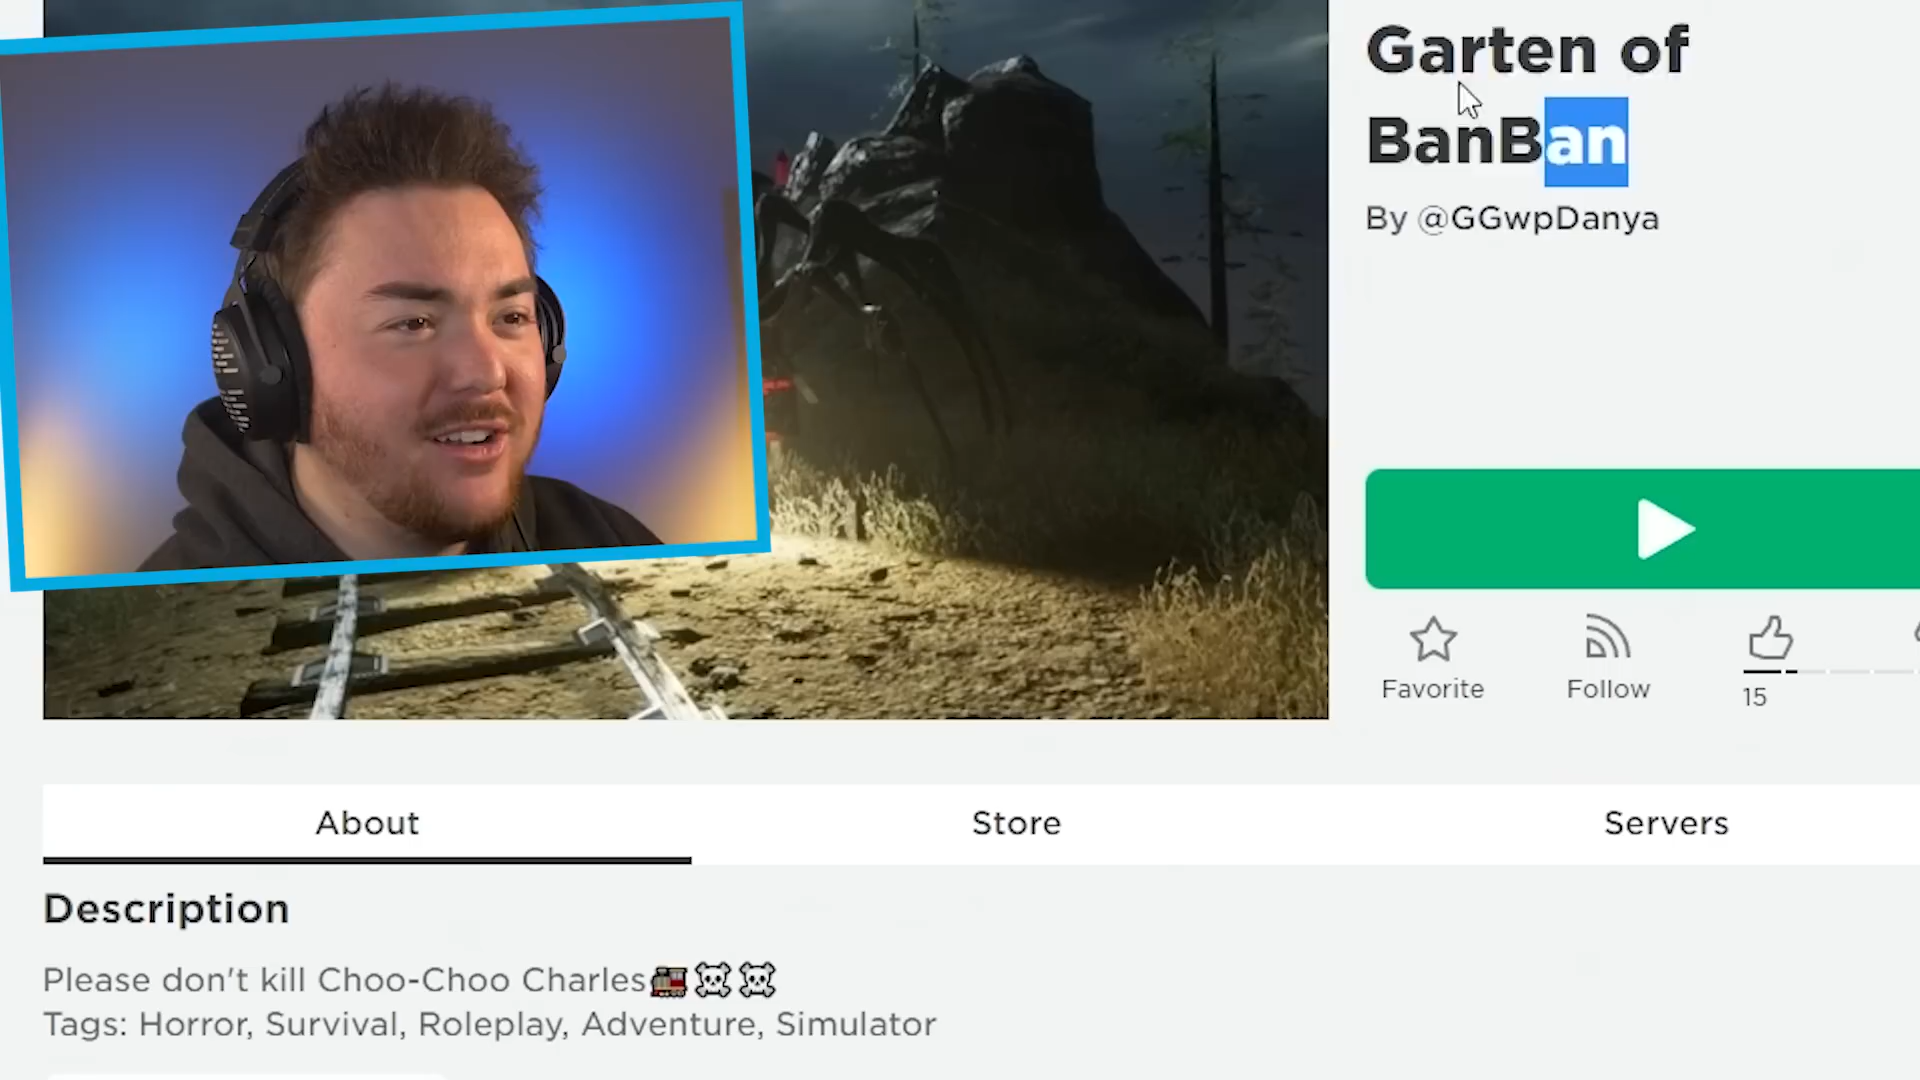 Garten of
BanBan
By @GGwpDanya
Favorite
Follow
15
About
Store
Servers
Description
Please don't kill Choo-Choo Charles🚂☠️☠️
Tags: Horror, Survival, Roleplay, Adventure, Simulator